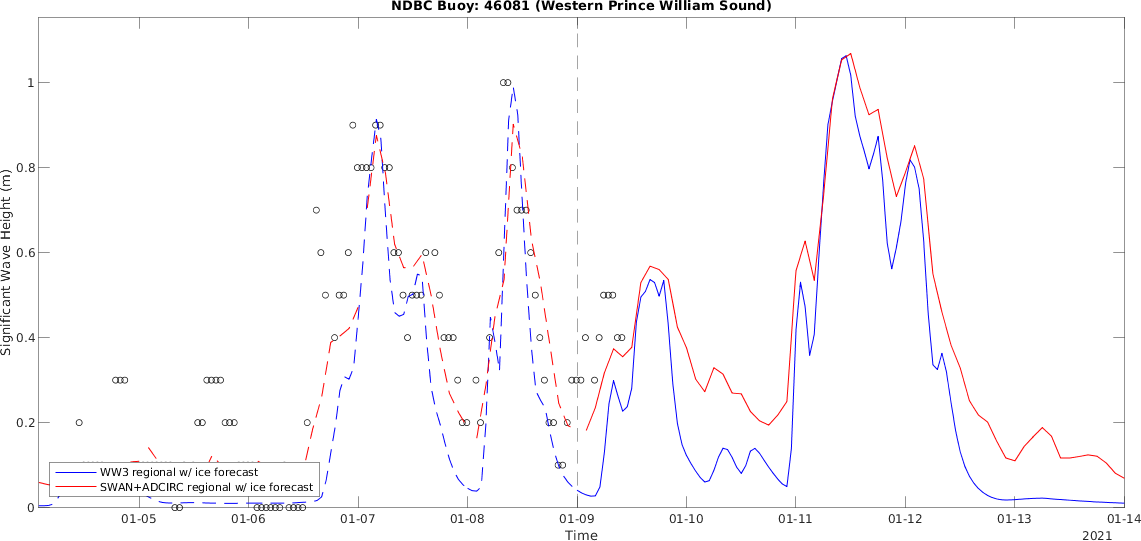 NDBC Buoy: 46081 (Western Prince William Sound)
Significant Wave Height (m)
1
0.8
0.6
0.4
0.2
0
WW3 regional w/ ice forecast
SWAN+ADCIRC regional w/ ice forecast
01-05 01-06 01-07 01-08 01-09 01-10 01-11 01-12 01-13 01-14
Time
2021